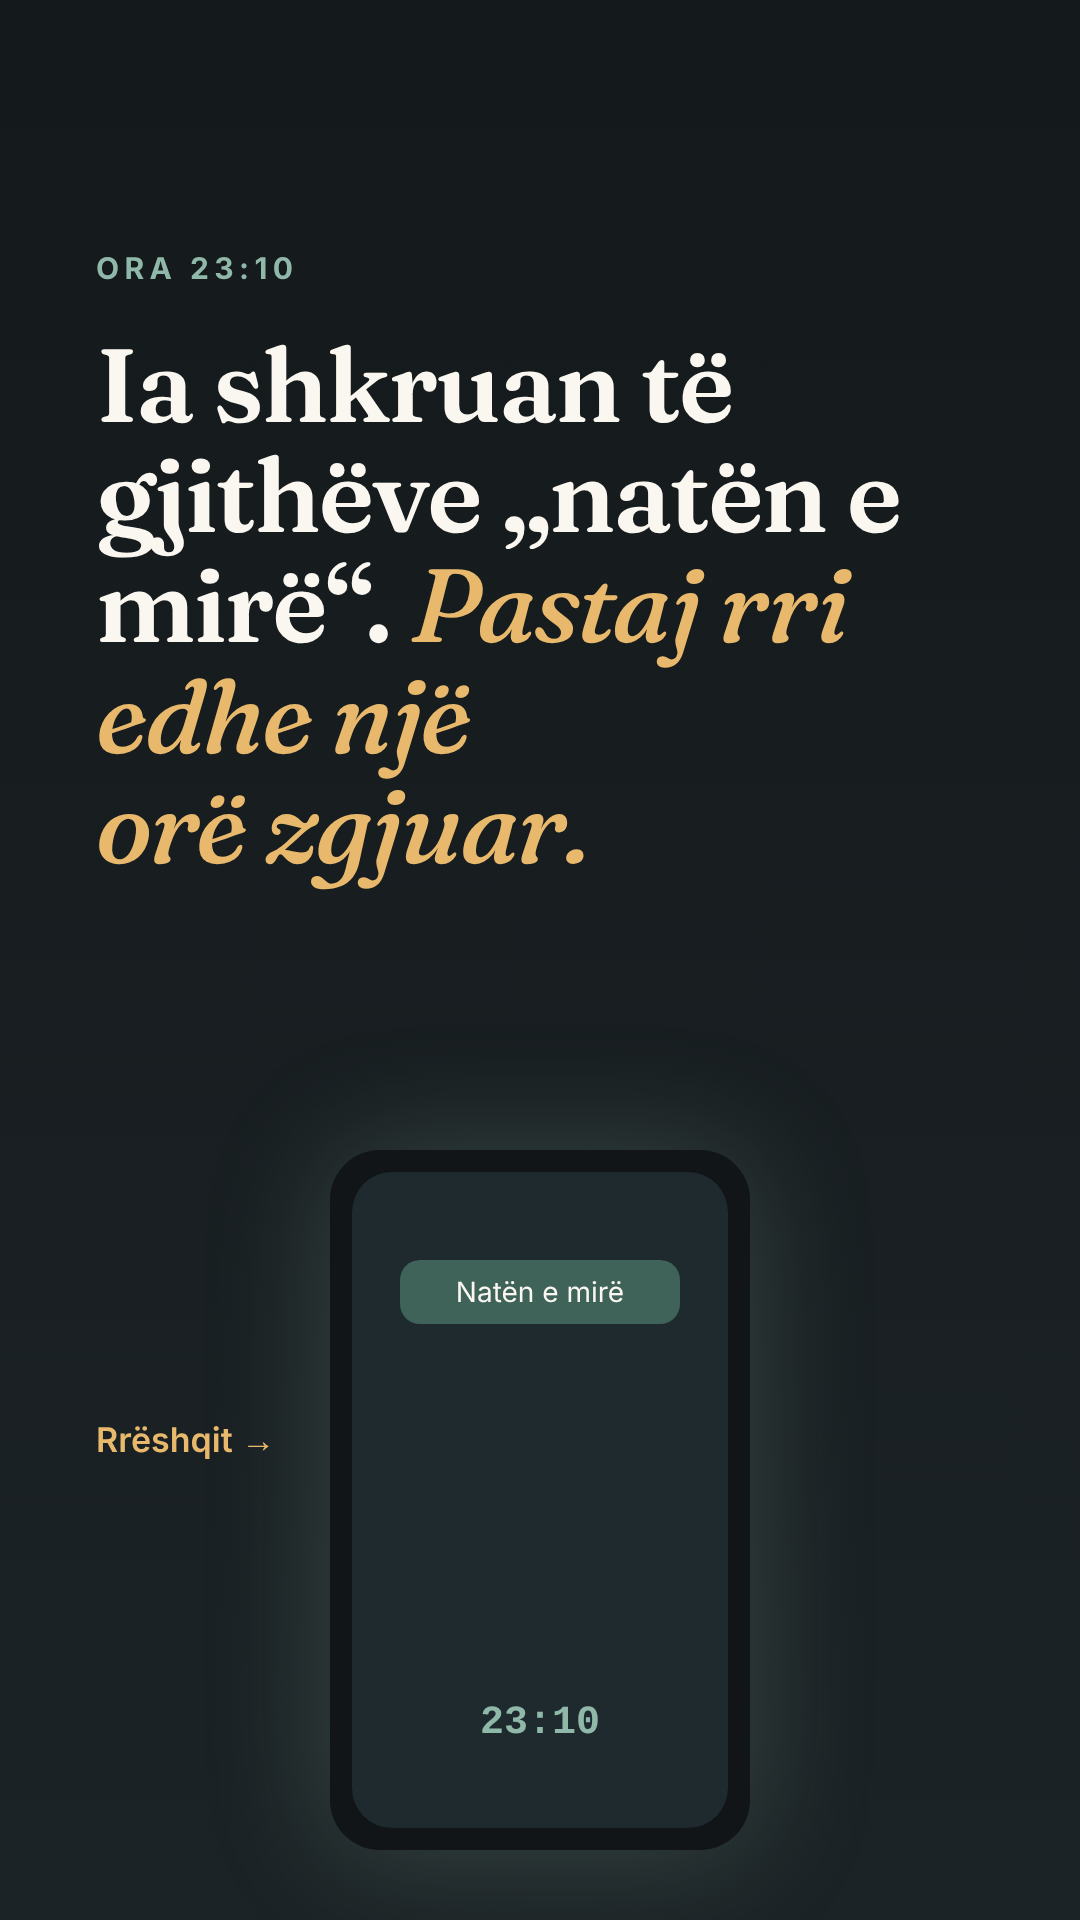 ORA 23:10
Ia shkruan të
gjithëve „natën e
mirë“. Pastaj rri
edhe një
orë zgjuar.
Natën e mirë
Rrëshqit →
23:10